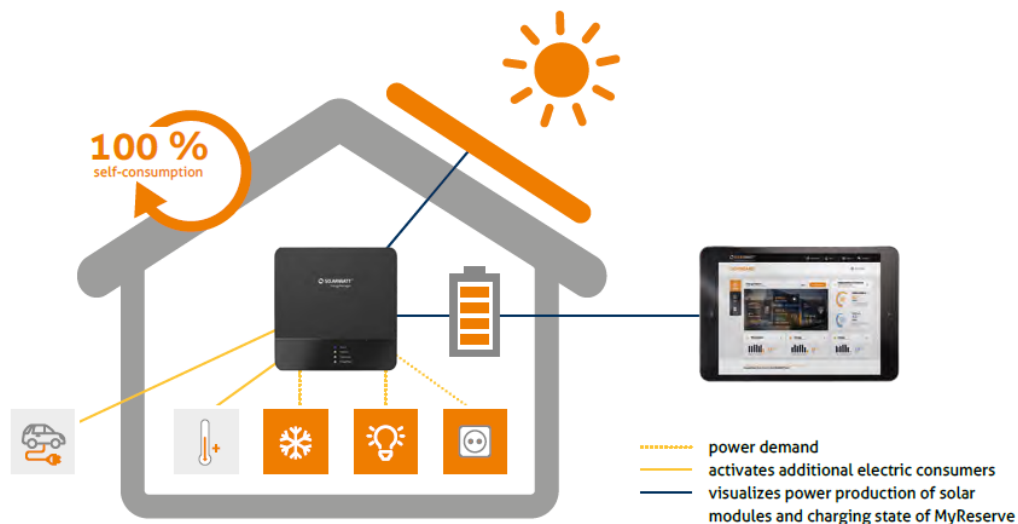 100 %
self-consumption
SOLARWATT
power demand
activates additional electric consumers
visualizes power production of solar
modules and charging state of MyReserve